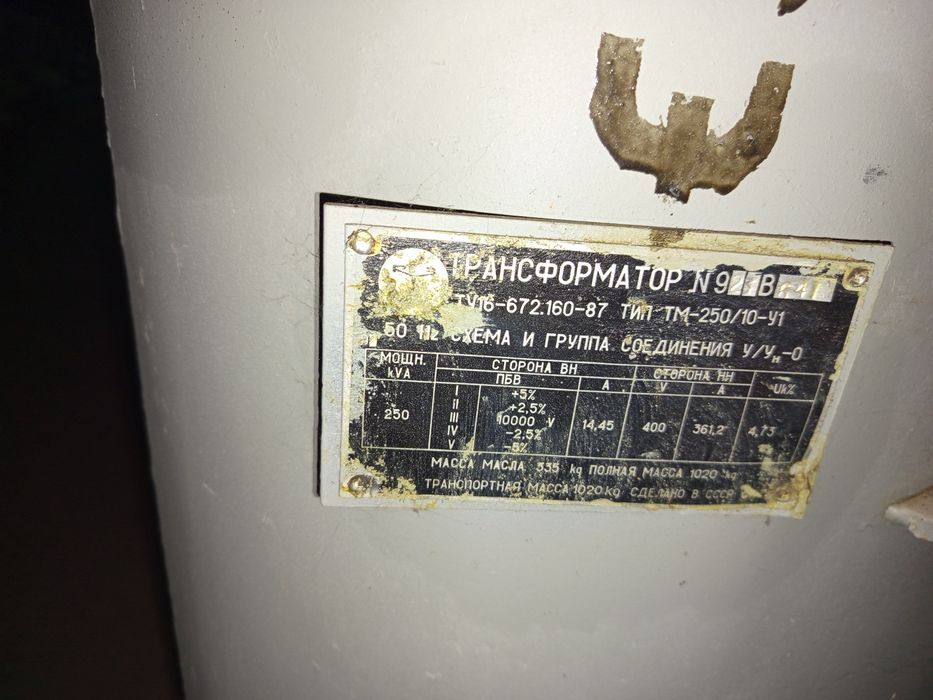 ТРАНСФОРМАТОР
ТУ16-672.160-87 ТИП ТМ-250/10-У1
50 Hz СХЕМА И ГРУППА СОЕДИНЕНИЯ У/Ун-О
МОЩН. kVA СТОРОНА ВН СТОРОНА НН Uк%
ПБВ А V А
250 14,45 400 361,2 4,73
I +5%
II +2,5%
III 10000 V
IV -2,5%
V -5%
МАССА МАСЛА 335 kg ПОЛНАЯ МАССА 1020 kg
ТРАНСПОРТНАЯ МАССА 1020 kg СДЕЛАНО В СССР